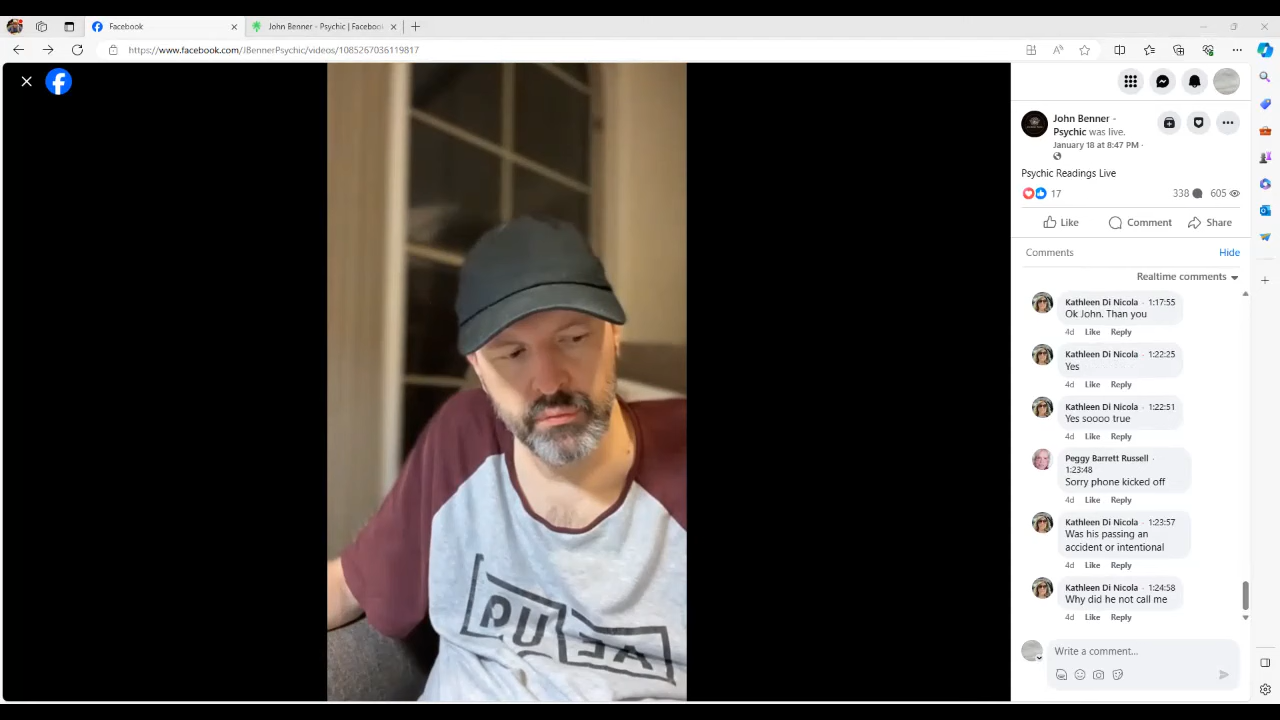 Facebook
John Benner - Psychic | Faceboo
https://www.facebook.com/JBennerPsychic/videos/1085267036119817
John Benner -
Psychic was live.
January 18 at 8:47 PM ·
Psychic Readings Live
17
338
605
Like
Comment
Share
Comments
Hide
Realtime comments
Kathleen Di Nicola · 1:17:55
Ok John. Than you
4d Like Reply
Kathleen Di Nicola · 1:22:25
Yes
4d Like Reply
Kathleen Di Nicola · 1:22:51
Yes soooo true
4d Like Reply
Peggy Barrett Russell ·
1:23:48
Sorry phone kicked off
4d Like Reply
Kathleen Di Nicola · 1:23:57
Was his passing an
accident or intentional
4d Like Reply
Kathleen Di Nicola · 1:24:58
Why did he not call me
4d Like Reply
Write a comment...